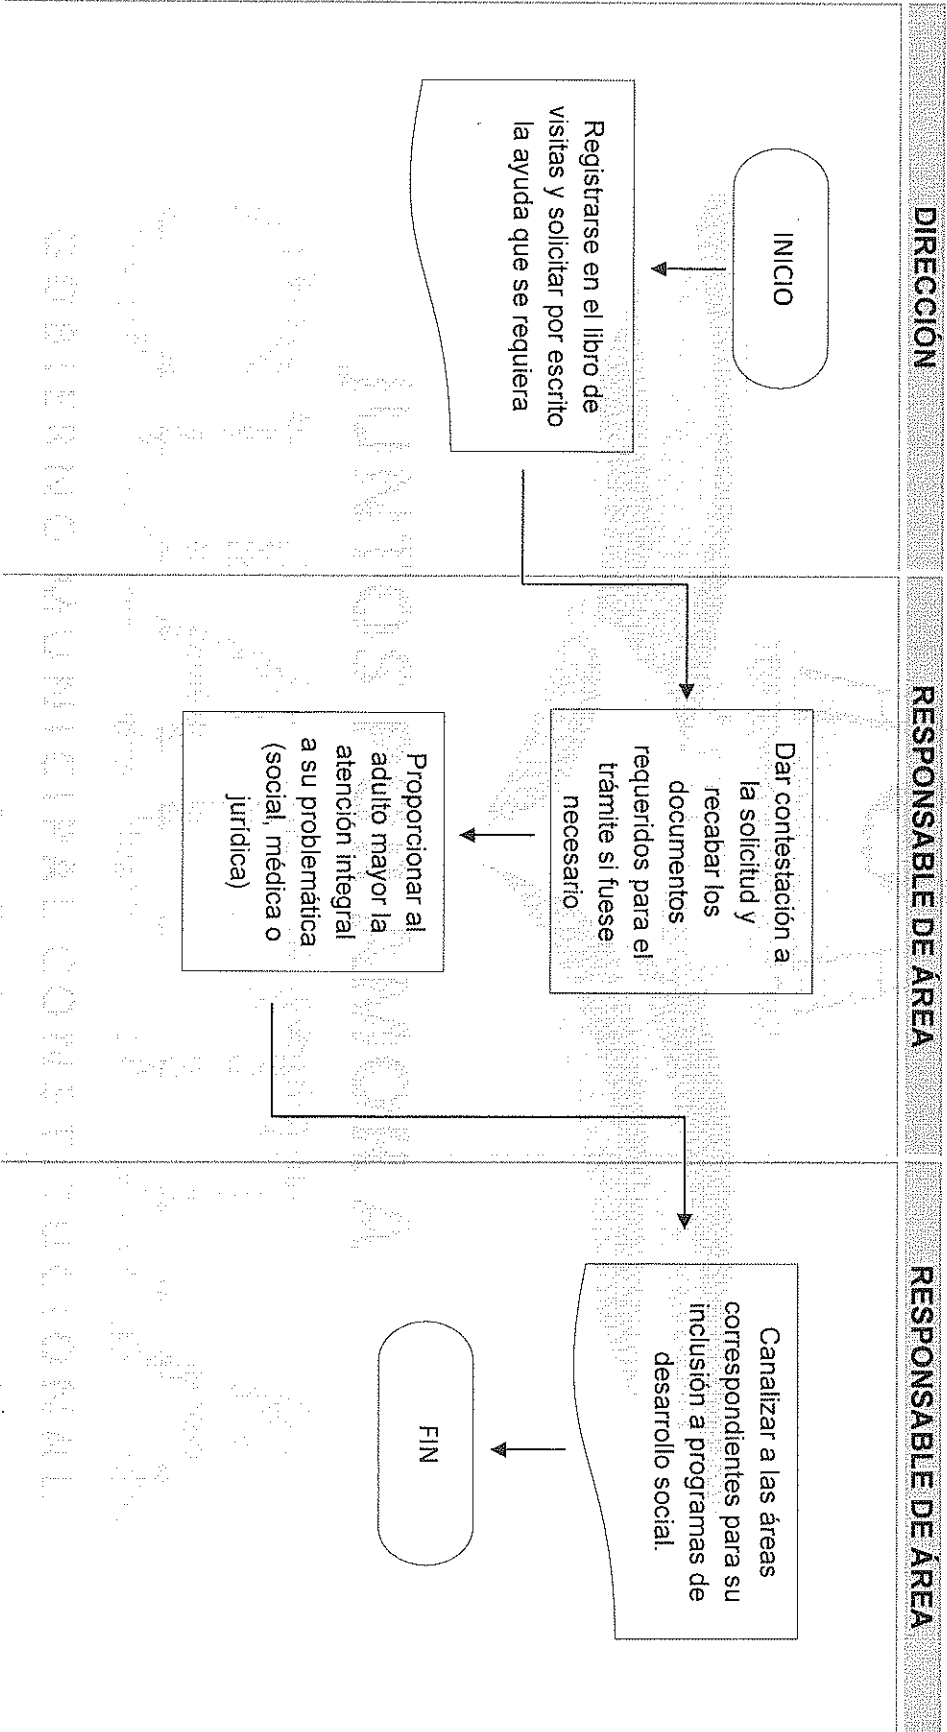 DIRECCIÓN
RESPONSABLE DE ÁREA
RESPONSABLE DE ÁREA
INICIO
Registrarse en el libro de
visitas y solicitar por escrito
la ayuda que se requiera
Dar contestación a
la solicitud y
recabar los
documentos
requeridos para el
trámite si fuese
necesario
Proporcionar al
adulto mayor la
atención integral
a su problemática
(social, médica o
jurídica)
Canalizar a las áreas
correspondientes para su
inclusión a programas de
desarrollo social.
FIN
JUNTOS
GOBIERNO MUNICIPAL